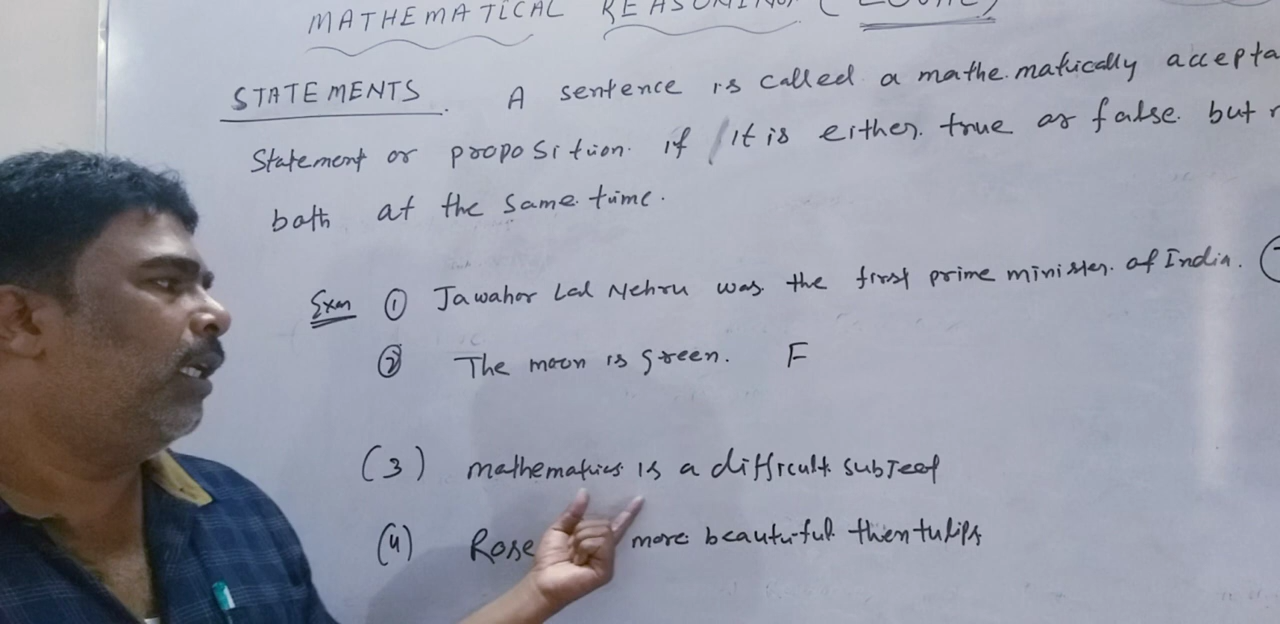 MATHEMATICAL REASONING (
STATEMENTS. A sentence is called a mathematically accepta
Statement or proposition if it is either true or false but
both at the same time.
Exm ① Jawahar Lal Nehru was the first prime minister of India.
② The moon is green. F
(3) mathematics is a difficult subject
(4) Rose more beautiful then tulips